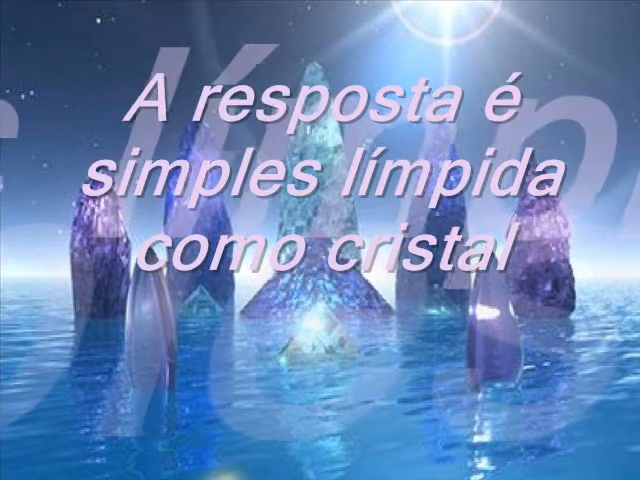 A resposta é
simples límpida
como cristal